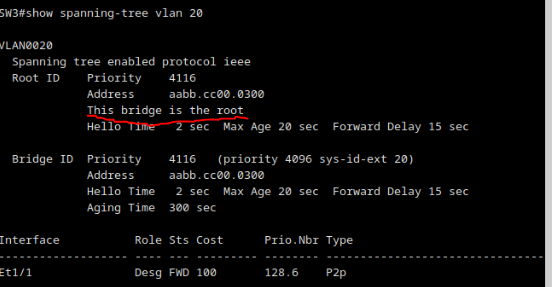 SW3#show spanning-tree vlan 20
VLAN0020
Spanning tree enabled protocol ieee
Root ID Priority 4116
Address aabb.cc00.0300
This bridge is the root
Hello Time 2 sec Max Age 20 sec Forward Delay 15 sec
Bridge ID Priority 4116 (priority 4096 sys-id-ext 20)
Address aabb.cc00.0300
Hello Time 2 sec Max Age 20 sec Forward Delay 15 sec
Aging Time 300 sec
Interface Role Sts Cost Prio.Nbr Type
------------------- ---- --- --------- -------- --------------------------------
Et1/1 Desg FWD 100 128.6 P2p